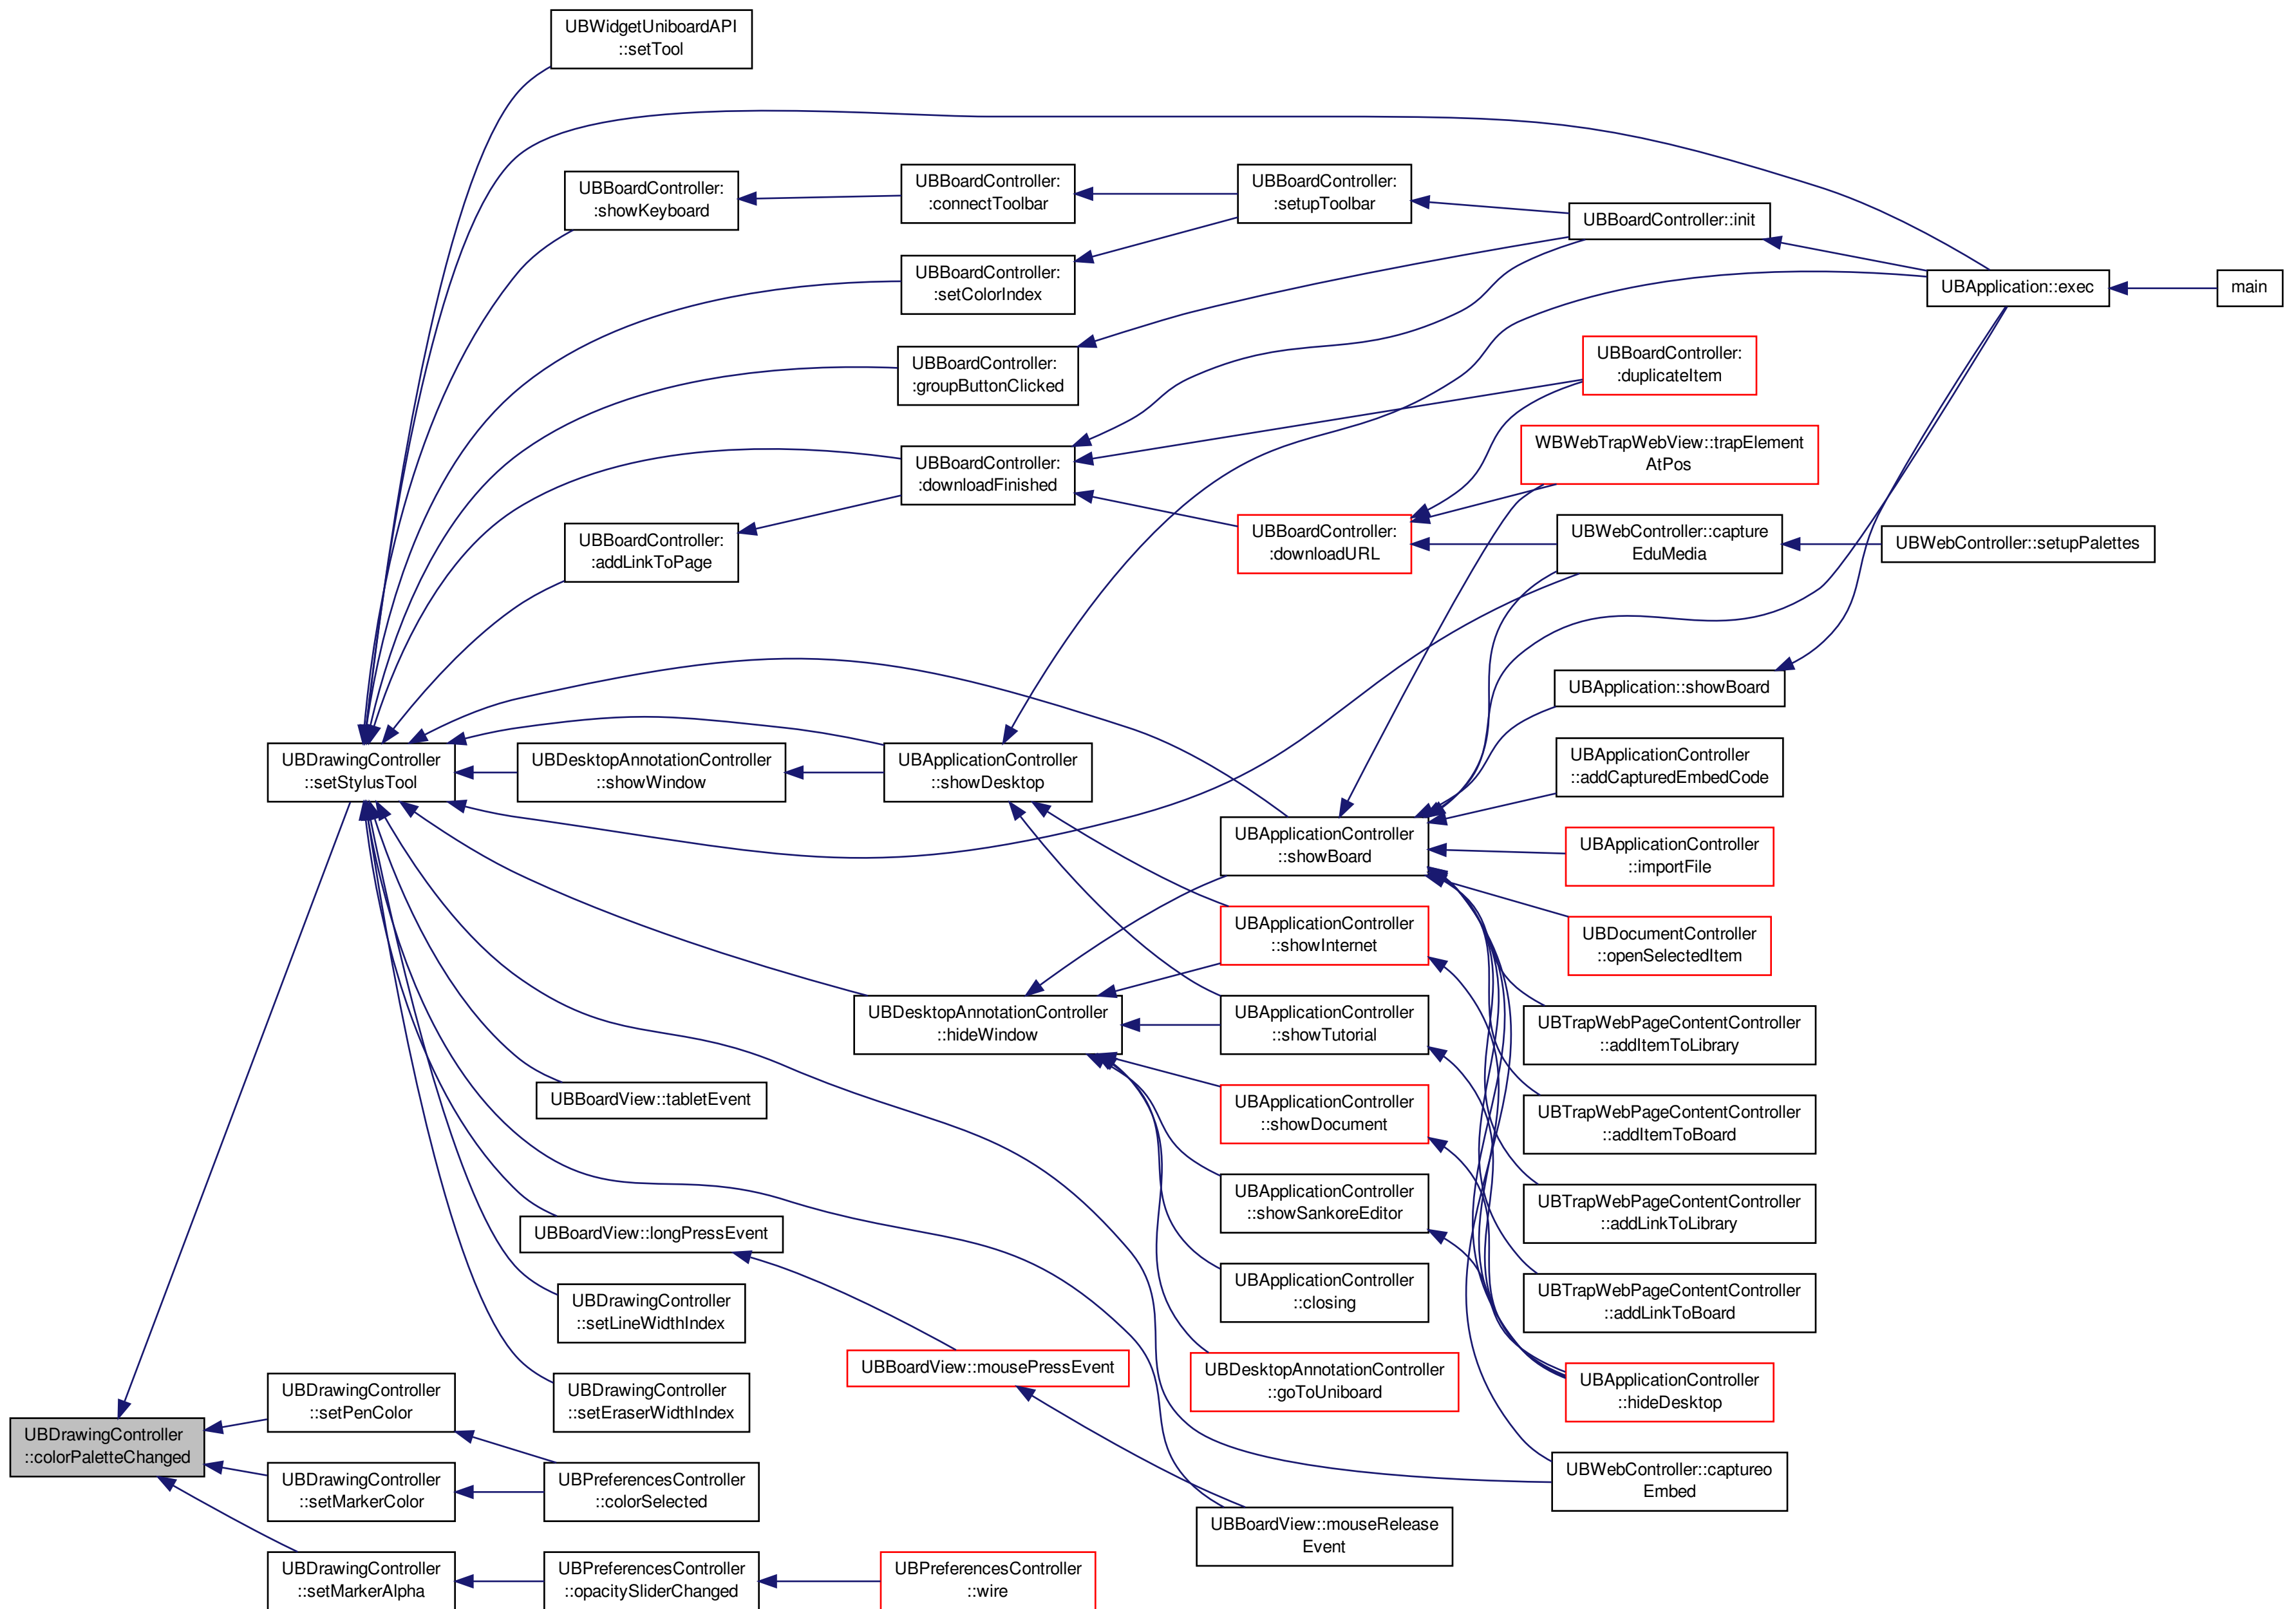 UBWidgetUniboardAPI
::setTool
UBBoardController:
:showKeyboard
UBBoardController:
:connectToolbar
UBBoardController:
:setupToolbar
UBBoardController::init
UBBoardController:
:setColorIndex
UBApplication::exec
main
UBBoardController:
:groupButtonClicked
UBBoardController:
:duplicateItem
WBWebTrapWebView::trapElement
AtPos
UBBoardController:
:downloadFinished
UBBoardController:
:addLinkToPage
UBBoardController:
:downloadURL
UBWebController::capture
EduMedia
UBWebController::setupPalettes
UBApplication::showBoard
UBDrawingController
::setStylusTool
UBDesktopAnnotationController
::showWindow
UBApplicationController
::showDesktop
UBApplicationController
::addCapturedEmbedCode
UBApplicationController
::showBoard
UBApplicationController
::importFile
UBApplicationController
::showInternet
UBDocumentController
::openSelectedItem
UBDesktopAnnotationController
::hideWindow
UBApplicationController
::showTutorial
UBTrapWebPageContentController
::addItemToLibrary
UBBoardView::tabletEvent
UBApplicationController
::showDocument
UBTrapWebPageContentController
::addItemToBoard
UBApplicationController
::showSankoreEditor
UBTrapWebPageContentController
::addLinkToLibrary
UBBoardView::longPressEvent
UBApplicationController
::closing
UBTrapWebPageContentController
::addLinkToBoard
UBDrawingController
::setLineWidthIndex
UBBoardView::mousePressEvent
UBDesktopAnnotationController
::goToUniboard
UBApplicationController
::hideDesktop
UBDrawingController
::setPenColor
UBDrawingController
::setEraserWidthIndex
UBDrawingController
::colorPaletteChanged
UBDrawingController
::setMarkerColor
UBPreferencesController
::colorSelected
UBWebController::captureo
Embed
UBBoardView::mouseRelease
Event
UBDrawingController
::setMarkerAlpha
UBPreferencesController
::opacitySliderChanged
UBPreferencesController
::wire